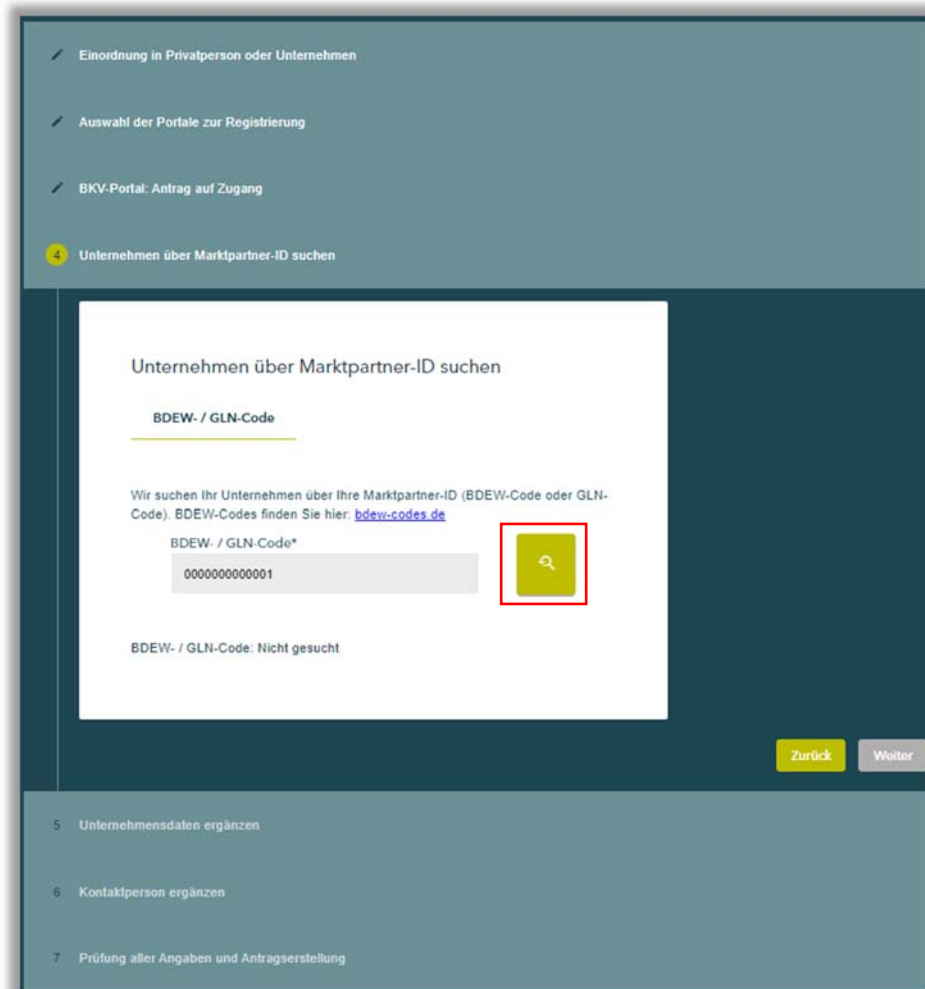 Einordnung in Privatperson oder Unternehmen
Auswahl der Portale zur Registrierung
BKV-Portal: Antrag auf Zugang
4 Unternehmen über Marktpartner-ID suchen
Unternehmen über Marktpartner-ID suchen
BDEW- / GLN-Code
Wir suchen Ihr Unternehmen über Ihre Marktpartner-ID (BDEW-Code oder GLN-
Code). BDEW-Codes finden Sie hier: bdew-codes.de
BDEW- / GLN-Code*
0000000000001
BDEW- / GLN-Code: Nicht gesucht
Zurück Weiter
5 Unternehmensdaten ergänzen
6 Kontaktperson ergänzen
7 Prüfung aller Angaben und Antragserstellung